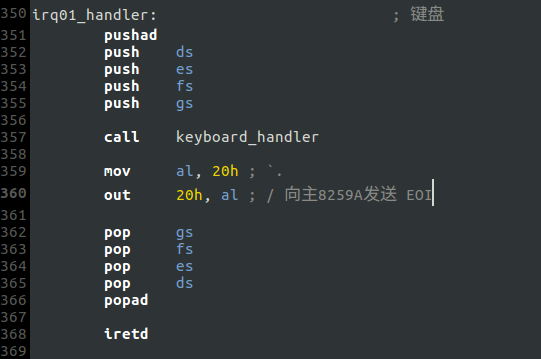 350 irq01_handler: ; 键盘
351 pushad
352 push ds
353 push es
354 push fs
355 push gs
356
357 call keyboard_handler
358
359 mov al, 20h ; `.
360 out 20h, al ; / 向主8259A发送 EOI
361
362 pop gs
363 pop fs
364 pop es
365 pop ds
366 popad
367
368 iretd
369